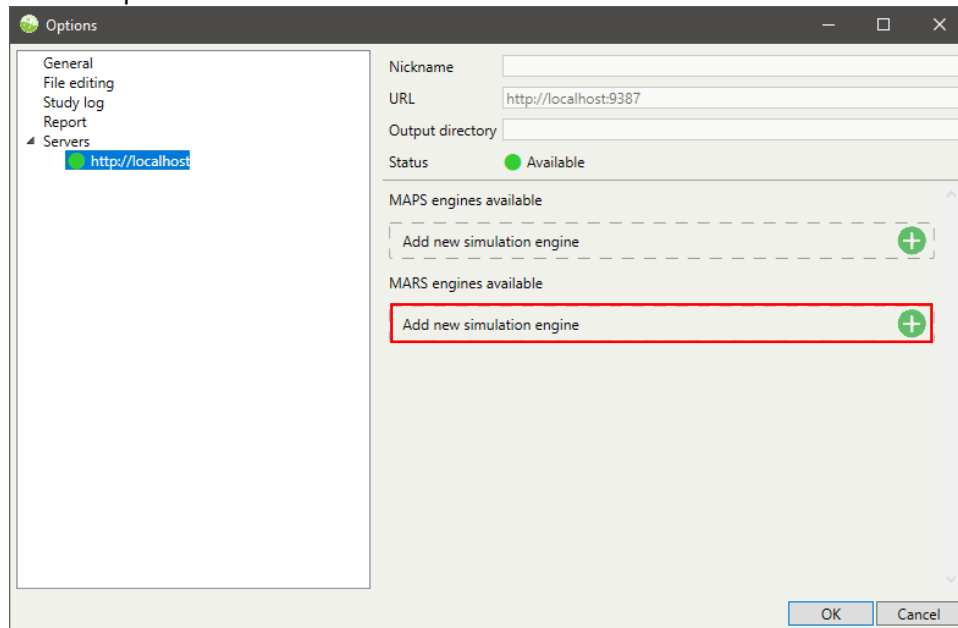 Options
General
File editing
Study log
Report
Servers
http://localhost
Nickname
URL http://localhost:9387
Output directory
Status Available
MAPS engines available
Add new simulation engine
MARS engines available
Add new simulation engine
OK Cancel